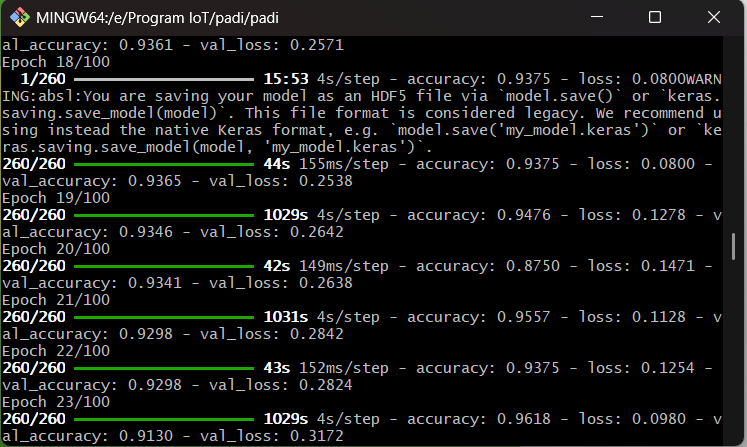 MINGW64:/e/Program IoT/padi/padi
al_accuracy: 0.9361 - val_loss: 0.2571
Epoch 18/100
  1/260 ━━━━━━━━━━━━━━━━━━━━ 15:53 4s/step - accuracy: 0.9375 - loss: 0.0800WARN
ING:absl:You are saving your model as an HDF5 file via `model.save()` or `keras.
saving.save_model(model)`. This file format is considered legacy. We recommend u
sing instead the native Keras format, e.g. `model.save('my_model.keras')` or `ke
ras.saving.save_model(model, 'my_model.keras')`.
260/260 ━━━━━━━━━━━━━━━━━━━━ 44s 155ms/step - accuracy: 0.9375 - loss: 0.0800 -
val_accuracy: 0.9365 - val_loss: 0.2538
Epoch 19/100
260/260 ━━━━━━━━━━━━━━━━━━━━ 1029s 4s/step - accuracy: 0.9476 - loss: 0.1278 - v
al_accuracy: 0.9346 - val_loss: 0.2642
Epoch 20/100
260/260 ━━━━━━━━━━━━━━━━━━━━ 42s 149ms/step - accuracy: 0.8750 - loss: 0.1471 -
val_accuracy: 0.9341 - val_loss: 0.2638
Epoch 21/100
260/260 ━━━━━━━━━━━━━━━━━━━━ 1031s 4s/step - accuracy: 0.9557 - loss: 0.1128 - v
al_accuracy: 0.9298 - val_loss: 0.2842
Epoch 22/100
260/260 ━━━━━━━━━━━━━━━━━━━━ 43s 152ms/step - accuracy: 0.9375 - loss: 0.1254 -
val_accuracy: 0.9298 - val_loss: 0.2824
Epoch 23/100
260/260 ━━━━━━━━━━━━━━━━━━━━ 1029s 4s/step - accuracy: 0.9618 - loss: 0.0980 - v
al_accuracy: 0.9130 - val_loss: 0.3172